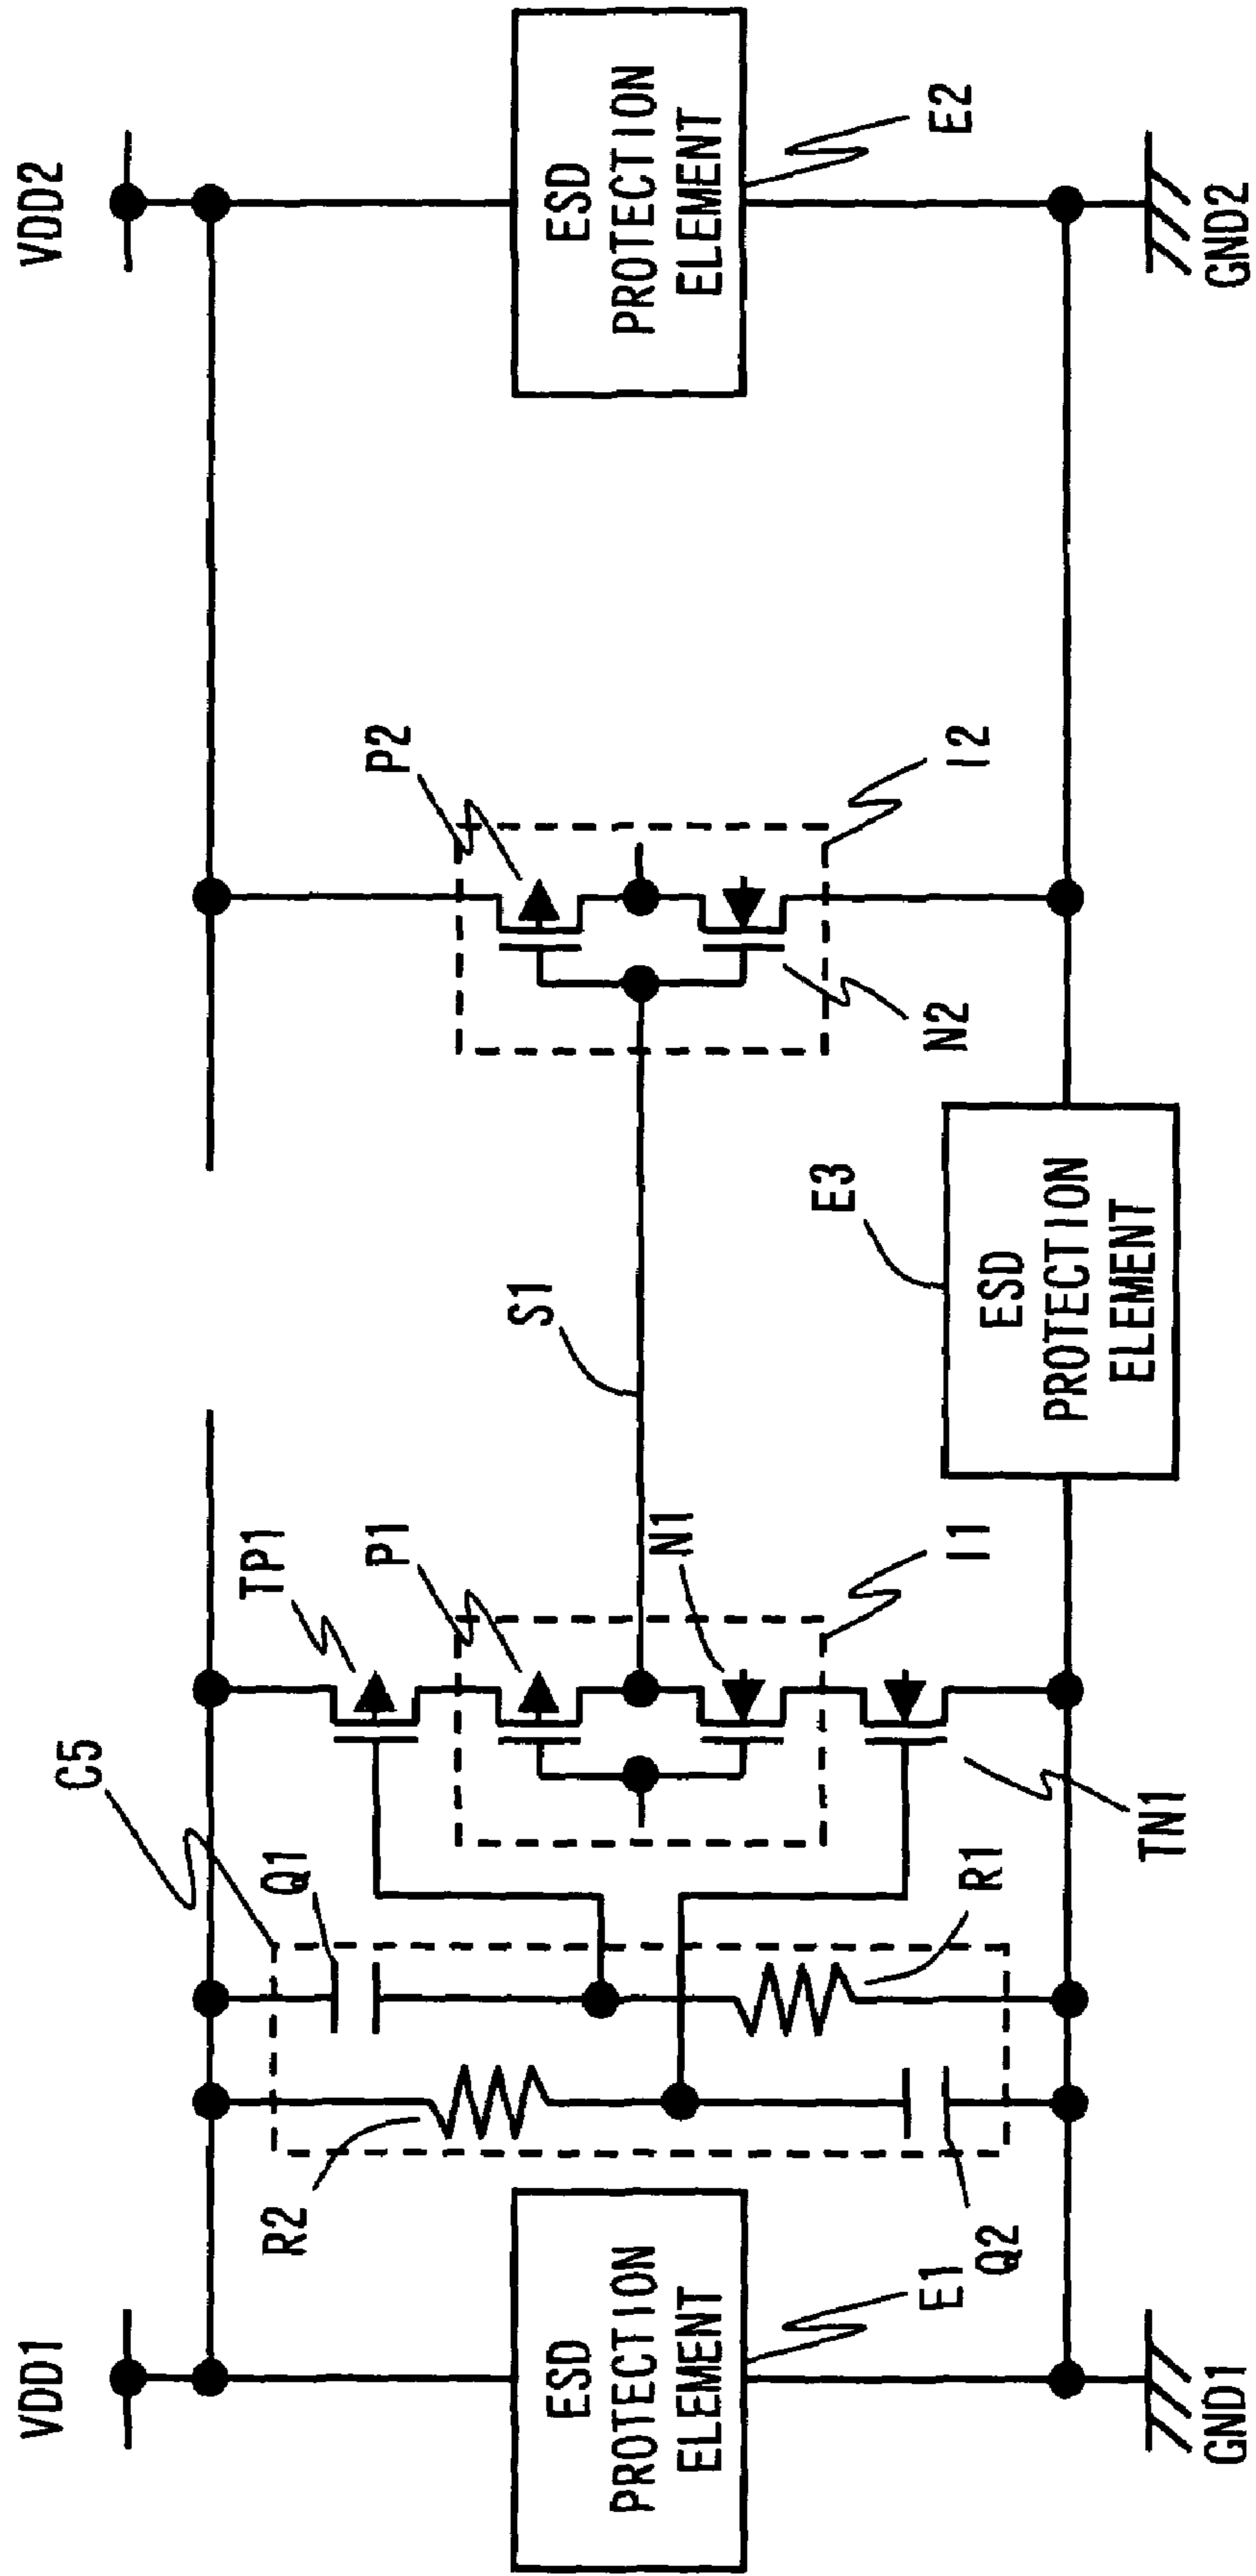 VDD1
VDD2
C5
TP1
P1
P2
Q1
R2
S1
N1
I1
I2
N2
R1
TN1
Q2
E1
E2
E3
ESD
PROTECTION
ELEMENT
ESD
PROTECTION
ELEMENT
ESD
PROTECTION
ELEMENT
GND1
GND2